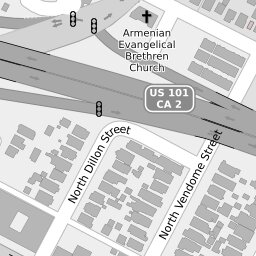 Armenian
Evangelical
Brethren
Church
US 101
CA 2
North Dillon Street
North Vendome Street